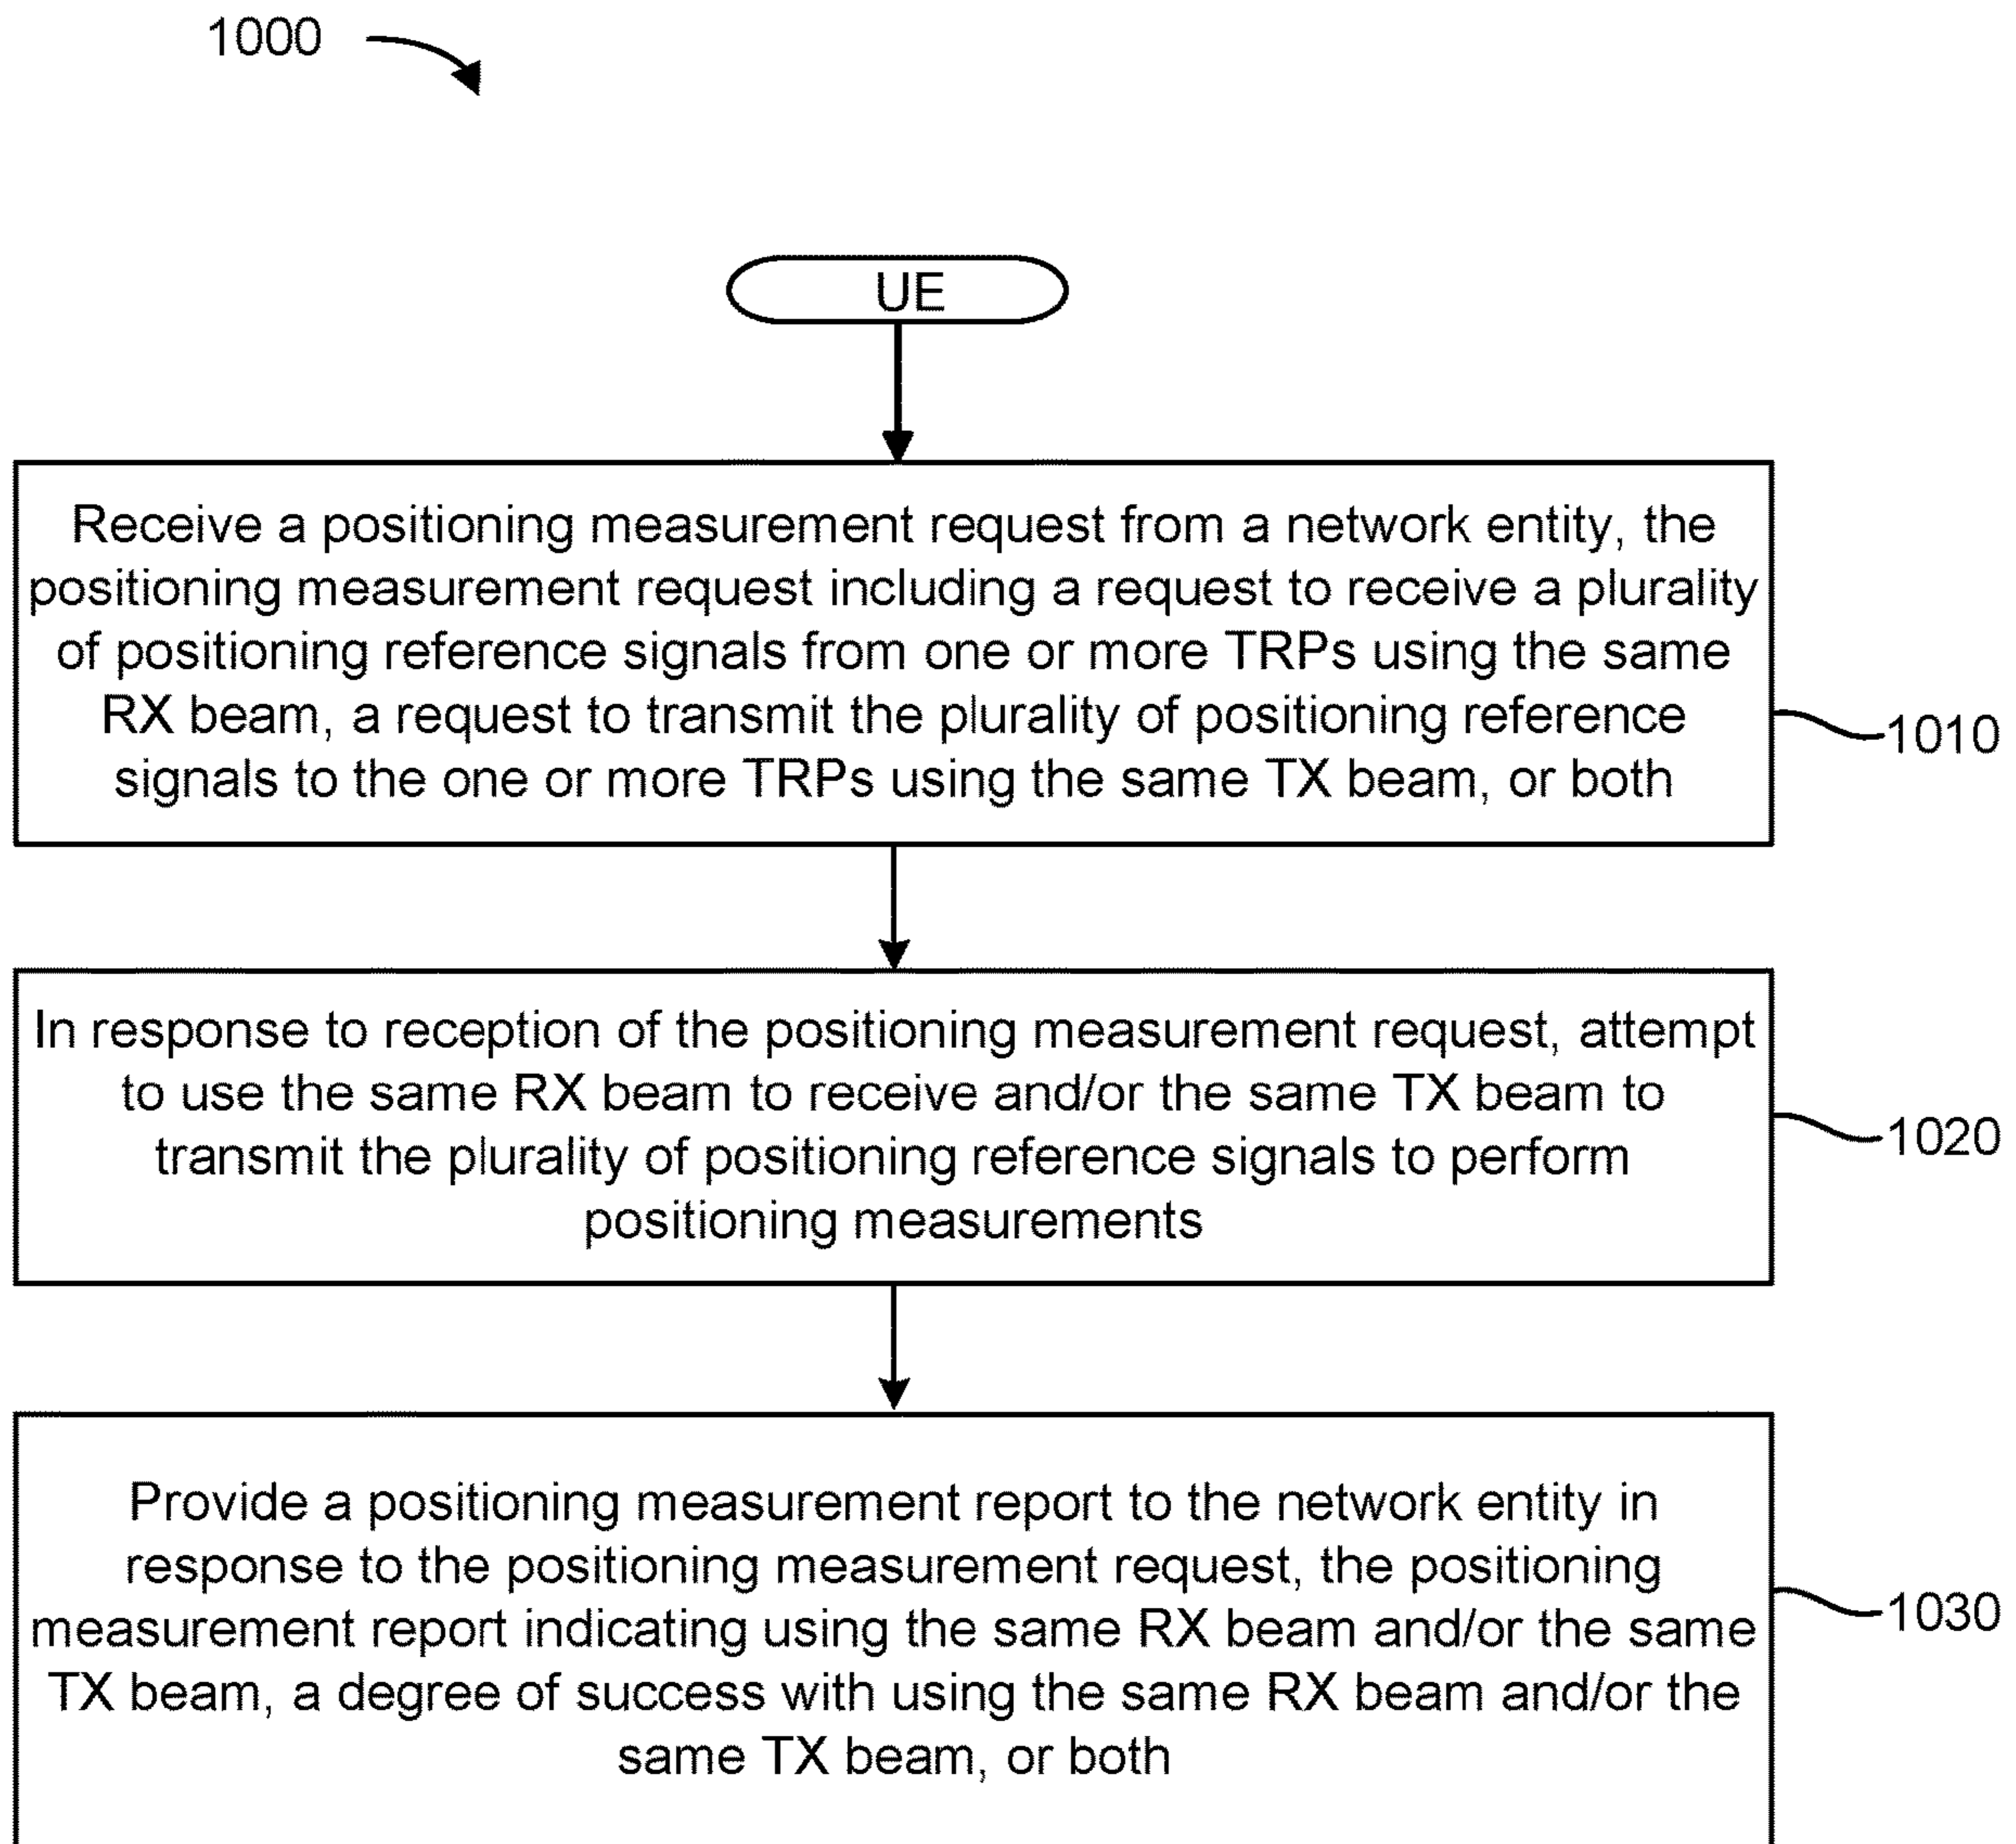 1000
UE
Receive a positioning measurement request from a network entity, the
positioning measurement request including a request to receive a plurality
of positioning reference signals from one or more TRPs using the same
RX beam, a request to transmit the plurality of positioning reference
signals to the one or more TRPs using the same TX beam, or both
1010
In response to reception of the positioning measurement request, attempt
to use the same RX beam to receive and/or the same TX beam to
transmit the plurality of positioning reference signals to perform
positioning measurements
1020
Provide a positioning measurement report to the network entity in
response to the positioning measurement request, the positioning
measurement report indicating using the same RX beam and/or the same
TX beam, a degree of success with using the same RX beam and/or the
same TX beam, or both
1030